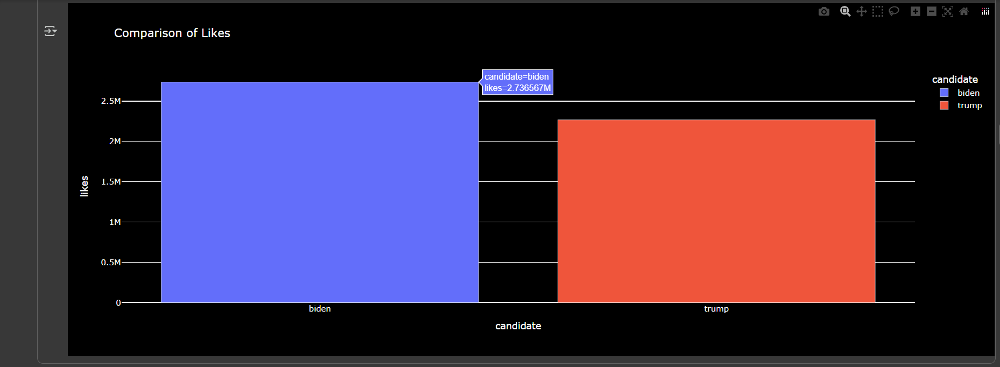 Comparison of Likes
candidate=biden
likes=2.736567M
candidate
biden
trump
2.5M
2M
1.5M
1M
0.5M
0
likes
biden
trump
candidate